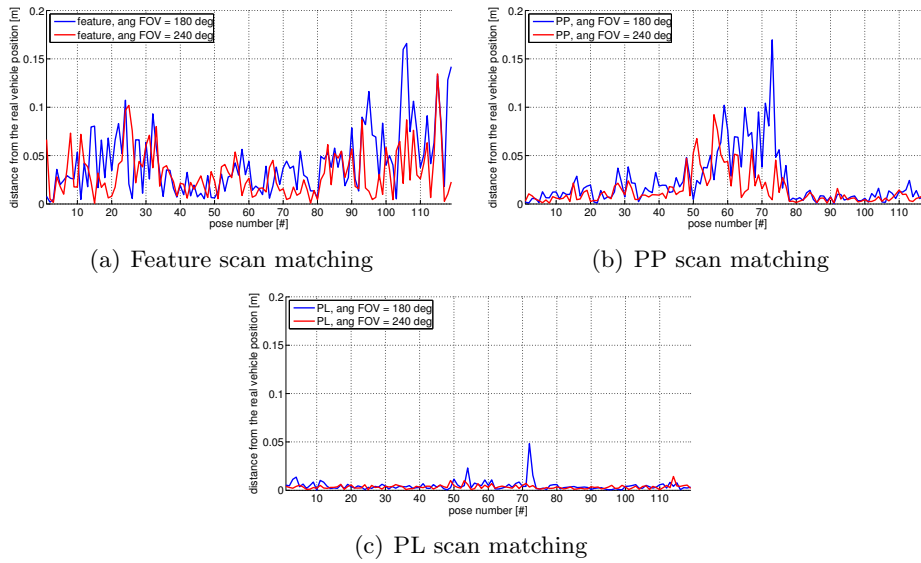 feature, ang FOV = 180 deg
feature, ang FOV = 240 deg
distance from the real vehicle position) [m]
0.2
0.15
0.1
0.05
0
10 20 30 40 50 60 70 80 90 100 110
pose number [#]
(a) Feature scan matching
PP, ang FOV = 180 deg
PP, ang FOV = 240 deg
distance from the real vehicle position) [m]
0.2
0.15
0.1
0.05
0
10 20 30 40 50 60 70 80 90 100 110
pose number [#]
(b) PP scan matching
PL, ang FOV = 180 deg
PL, ang FOV = 240 deg
distance from the real vehicle position) [m]
0.2
0.15
0.1
0.05
0
10 20 30 40 50 60 70 80 90 100 110
pose number [#]
(c) PL scan matching